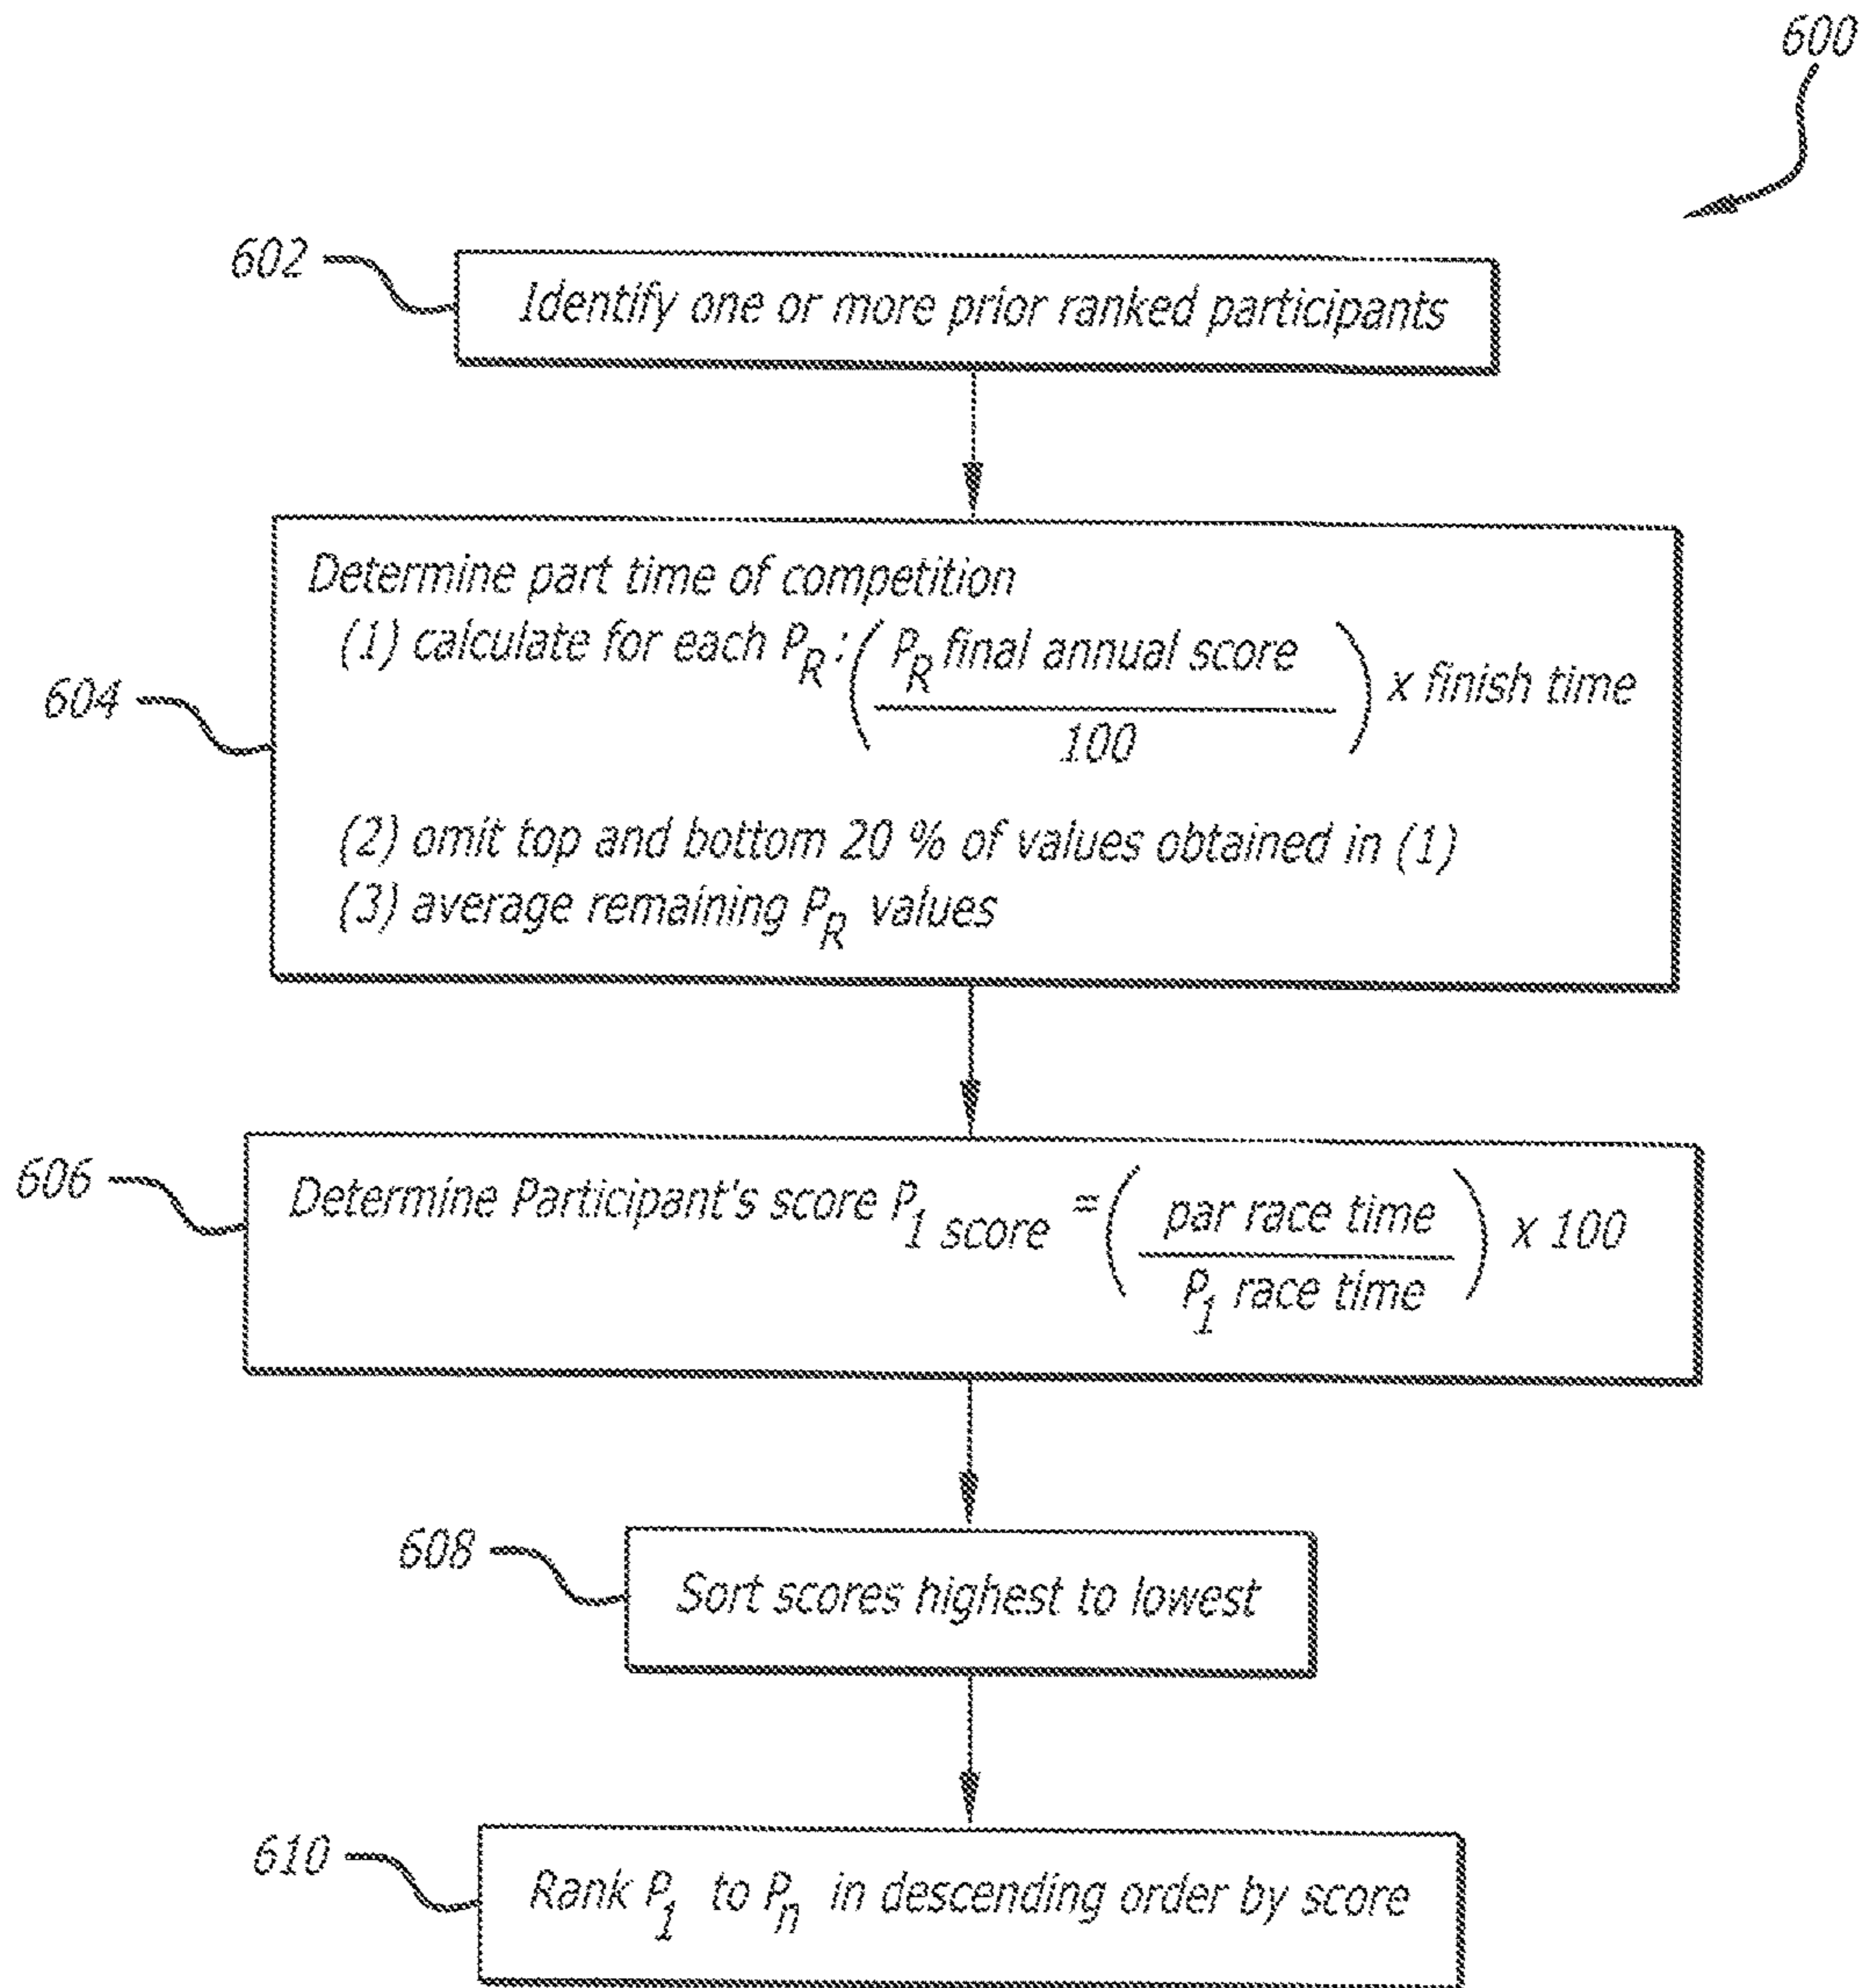 600
602
Identify one or more prior ranked participants
604
Determine part time of competition
(1) calculate for each P_R : ( P_R final annual score / 100 ) x finish time
(2) omit top and bottom 20 % of values obtained in (1)
(3) average remaining P_R values
606
Determine Participant's score P_1 score = ( par race time / P_1 race time ) x 100
608
Sort scores highest to lowest
610
Rank P_1 to P_n in descending order by score